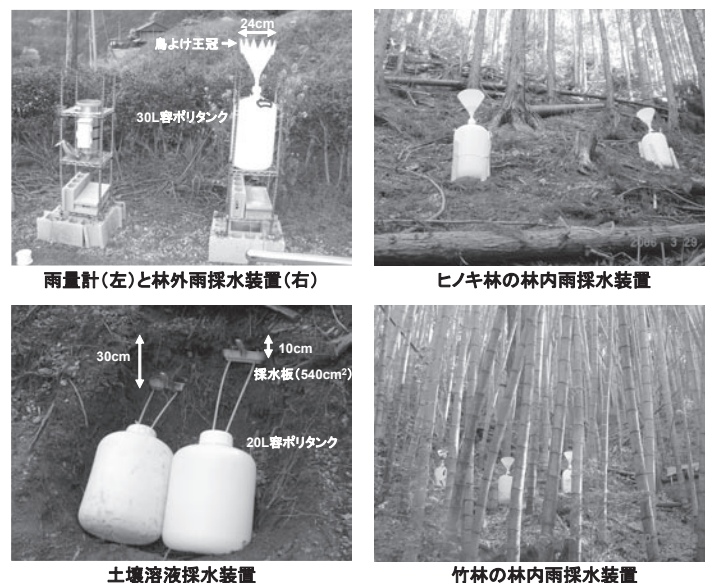 24cm
鳥よけ王冠
30L容ポリタンク
雨量計（左）と林外雨採水装置（右）
2006 3 29
ヒノキ林の林内雨採水装置
30cm
10cm
採水板（540cm²）
20L容ポリタンク
土壌溶液採水装置
竹林の林内雨採水装置